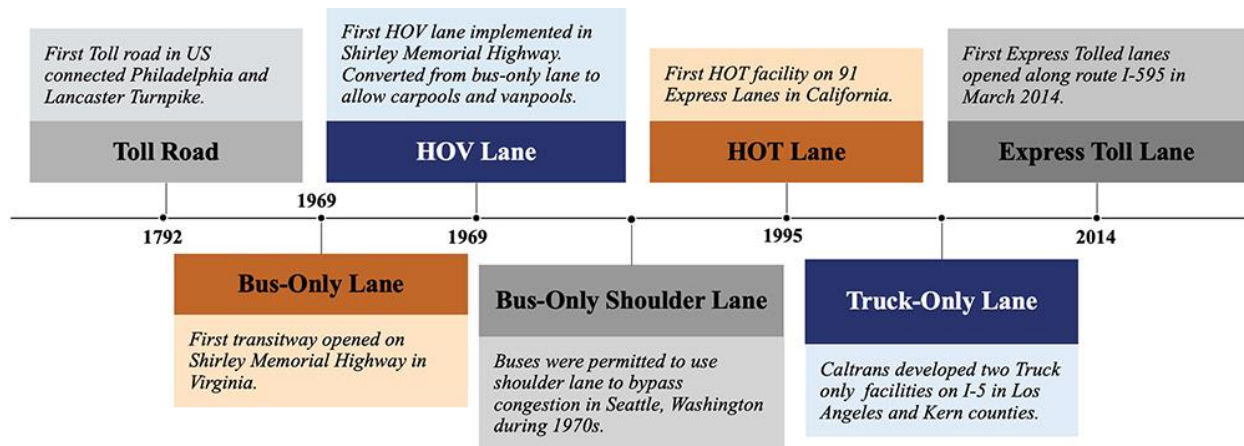 First Toll road in US
connected Philadelphia and
Lancaster Turnpike.
Toll Road
First HOV lane implemented in
Shirley Memorial Highway.
Converted from bus-only lane to
allow carpools and vanpools.
HOV Lane
First HOT facility on 91
Express Lanes in California.
HOT Lane
First Express Tolled lanes
opened along route I-595 in
March 2014.
Express Toll Lane
1792
1969
1969
1995
2014
Bus-Only Lane
First transitway opened on
Shirley Memorial Highway in
Virginia.
Bus-Only Shoulder Lane
Buses were permitted to use
shoulder lane to bypass
congestion in Seattle, Washington
during 1970s.
Truck-Only Lane
Caltrans developed two Truck
only facilities on I-5 in Los
Angeles and Kern counties.